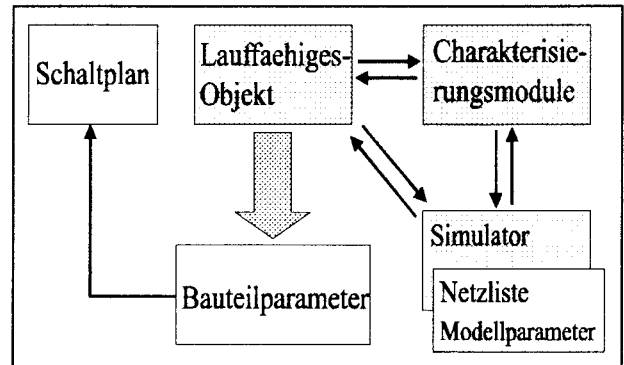 Schaltplan
Lauffaehiges-
Objekt
Charakterisie-
rungsmodule
Bauteilparameter
Simulator
Netzliste
Modellparameter